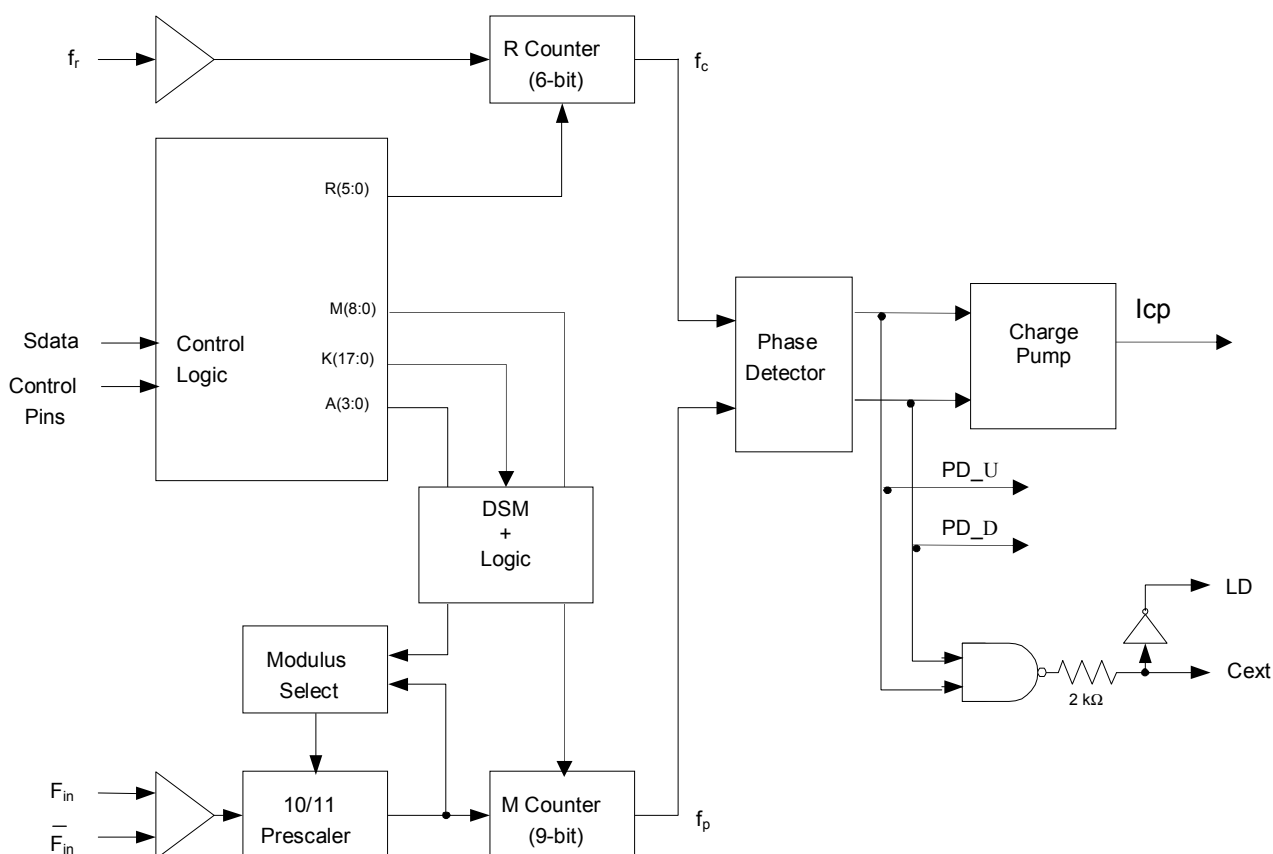 fr
R Counter
(6-bit)
fc
R(5:0)
M(8:0)
K(17:0)
A(3:0)
Sdata
Control
Pins
Control
Logic
Phase
Detector
Charge
Pump
Icp
PD_U
PD_D
DSM
+
Logic
LD
Cext
2 kΩ
Modulus
Select
Fin
F̅in
10/11
Prescaler
M Counter
(9-bit)
fp